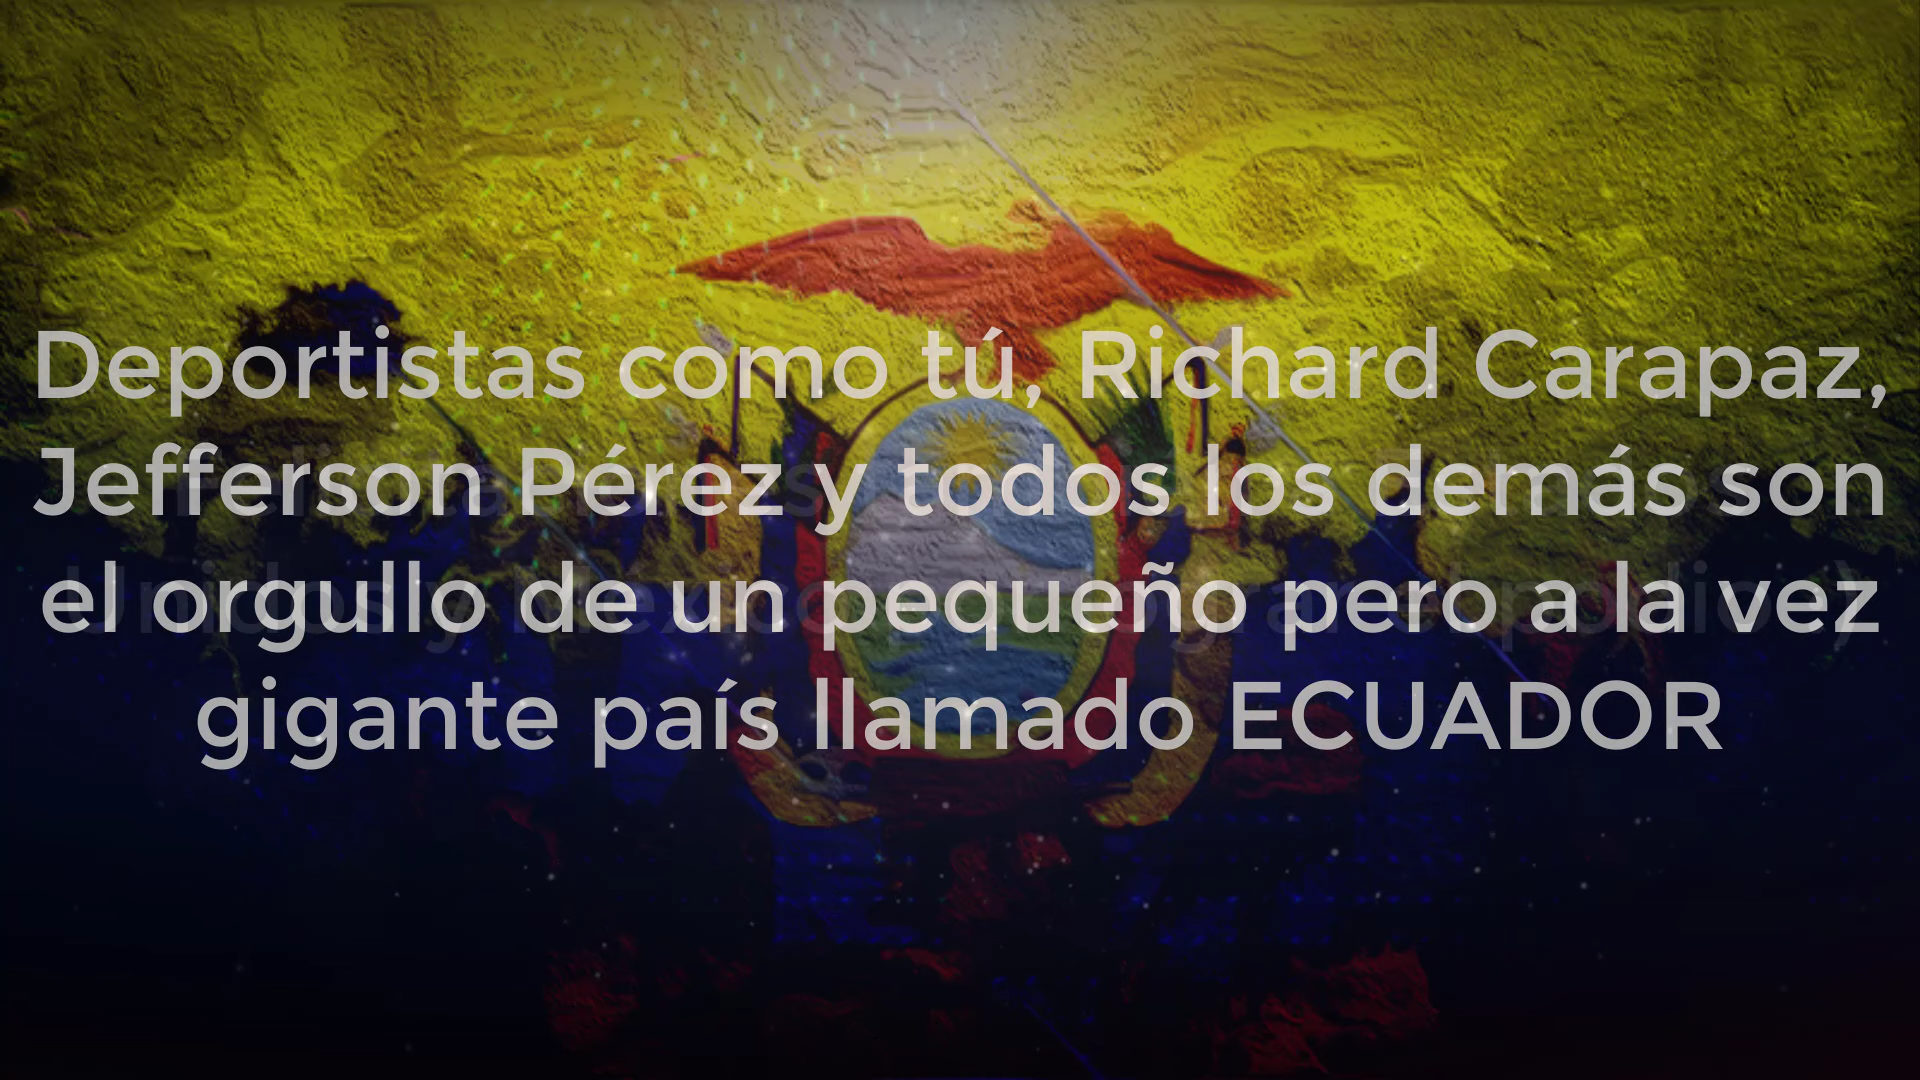 Deportistas como tú, Richard Carapaz,
Jefferson Pérez y todos los demás son
el orgullo de un pequeño pero a la vez
gigante país llamado ECUADOR